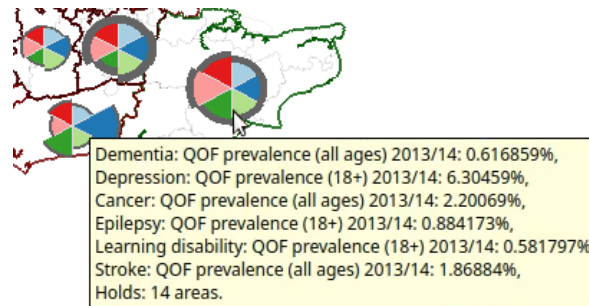 Dementia: QOF prevalence (all ages) 2013/14: 0.616859%,
Depression: QOF prevalence (18+) 2013/14: 6.30459%,
Cancer: QOF prevalence (all ages) 2013/14: 2.20069%,
Epilepsy: QOF prevalence (18+) 2013/14: 0.884173%,
Learning disability: QOF prevalence (18+) 2013/14: 0.581797%
Stroke: QOF prevalence (all ages) 2013/14: 1.86884%,
Holds: 14 areas.